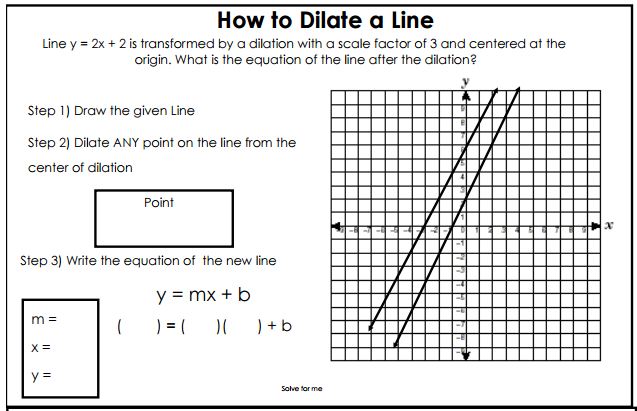 How to Dilate a Line
Line y = 2x + 2 is transformed by a dilation with a scale factor of 3 and centered at the
origin. What is the equation of the line after the dilation?
Step 1) Draw the given Line
Step 2) Dilate ANY point on the line from the
center of dilation
Point
Step 3) Write the equation of the new line
y = mx + b
( ) = ( )( ) + b
m =
x =
y =
Solve for me
y
x